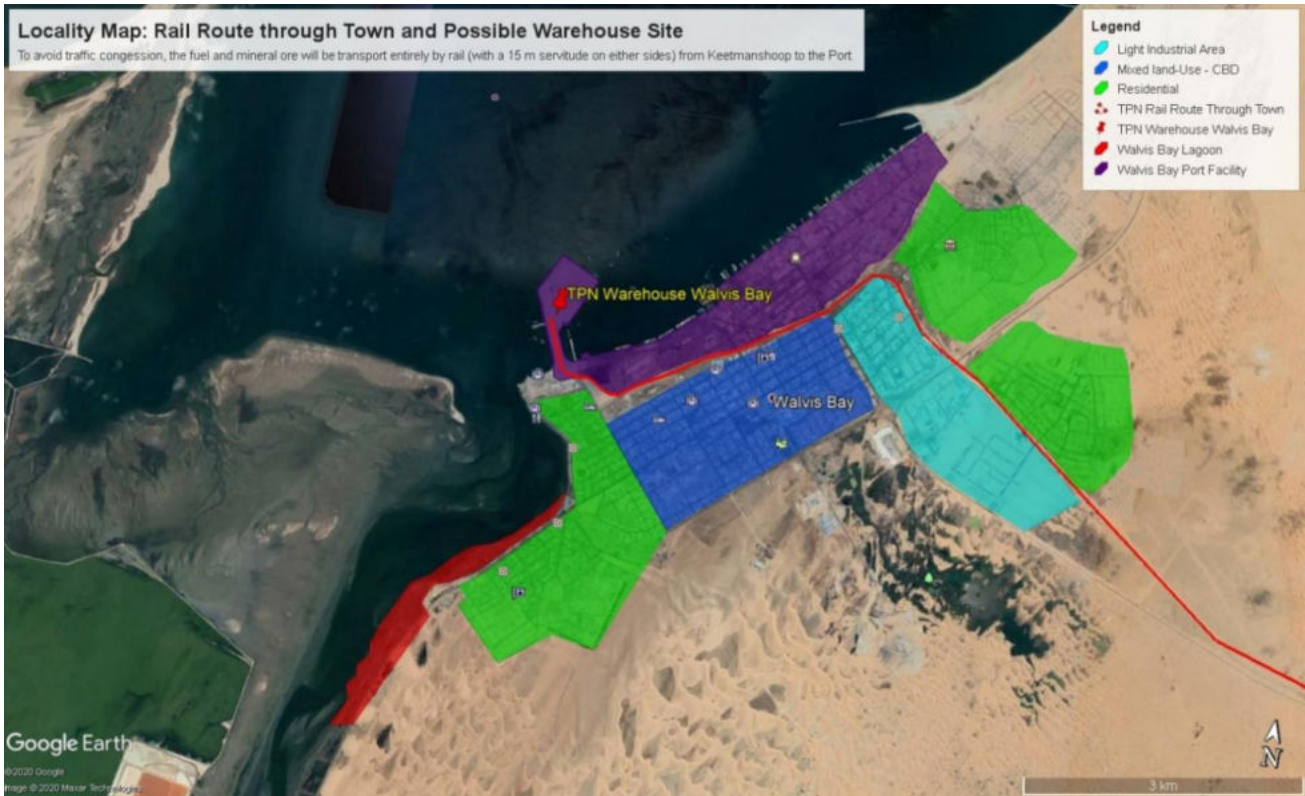 Locality Map: Rail Route through Town and Possible Warehouse Site
To avoid traffic congession, the fuel and mineral ore will be transport entirely by rail (with a 15 m servitude on either sides) from Keetmanshoop to the Port
Legend
Light Industrial Area
Mixed land-Use - CBD
Residential
TPN Rail Route Through Town
TPN Warehouse Walvis Bay
Walvis Bay Lagoon
Walvis Bay Port Facility
TPN Warehouse Walvis Bay
Walvis Bay
Google Earth
©2020 Google
Image © 2020 Maxar Technologies
N
3 km